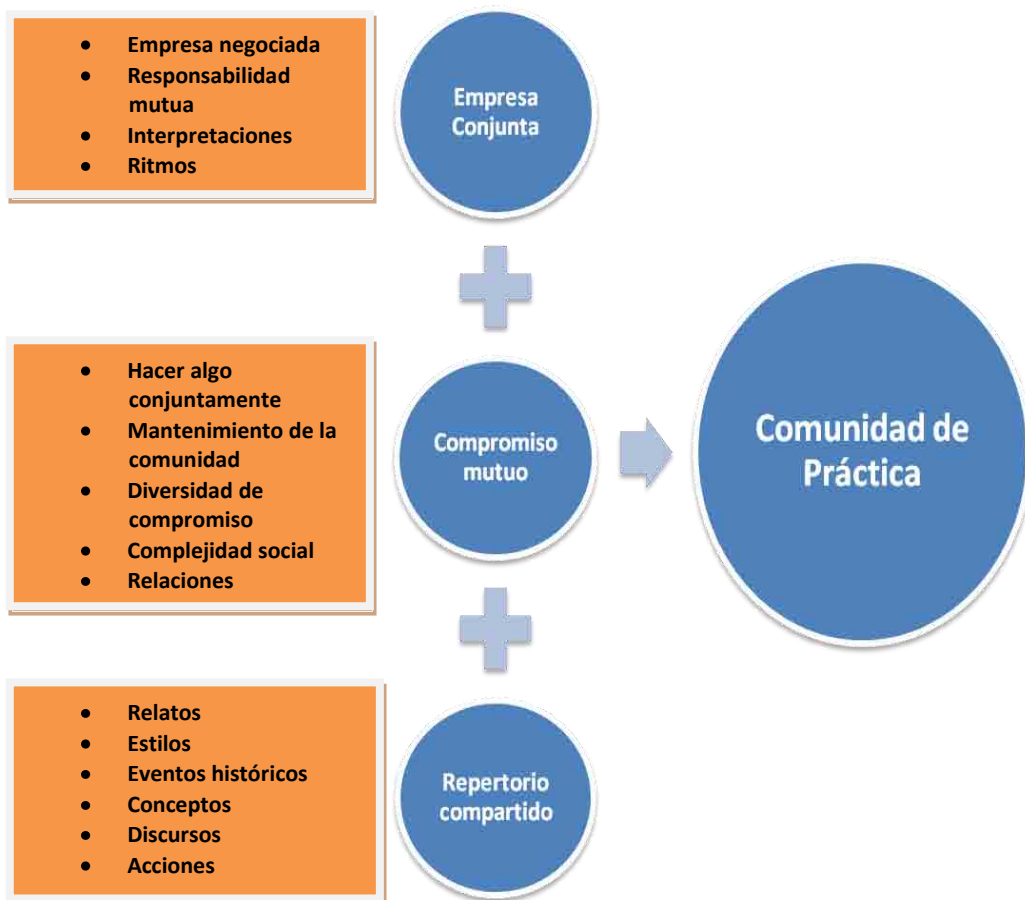 • Empresa negociada
• Responsabilidad
mutua
• Interpretaciones
• Ritmos
Empresa
Conjunta
• Hacer algo
conjuntamente
• Mantenimiento de la
comunidad
• Diversidad de
compromiso
• Complejidad social
• Relaciones
Compromiso
mutuo
Comunidad de
Práctica
• Relatos
• Estilos
• Eventos históricos
• Conceptos
• Discursos
• Acciones
Repertorio
compartido